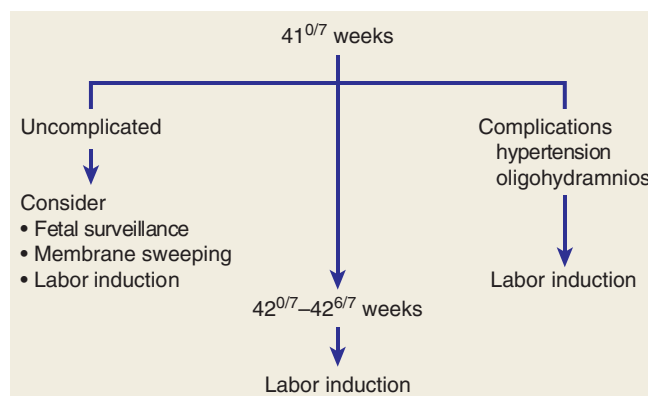 41^0/7 weeks
Uncomplicated
Consider
• Fetal surveillance
• Membrane sweeping
• Labor induction
42^0/7–42^6/7 weeks
Labor induction
Complications
hypertension
oligohydramnios
Labor induction